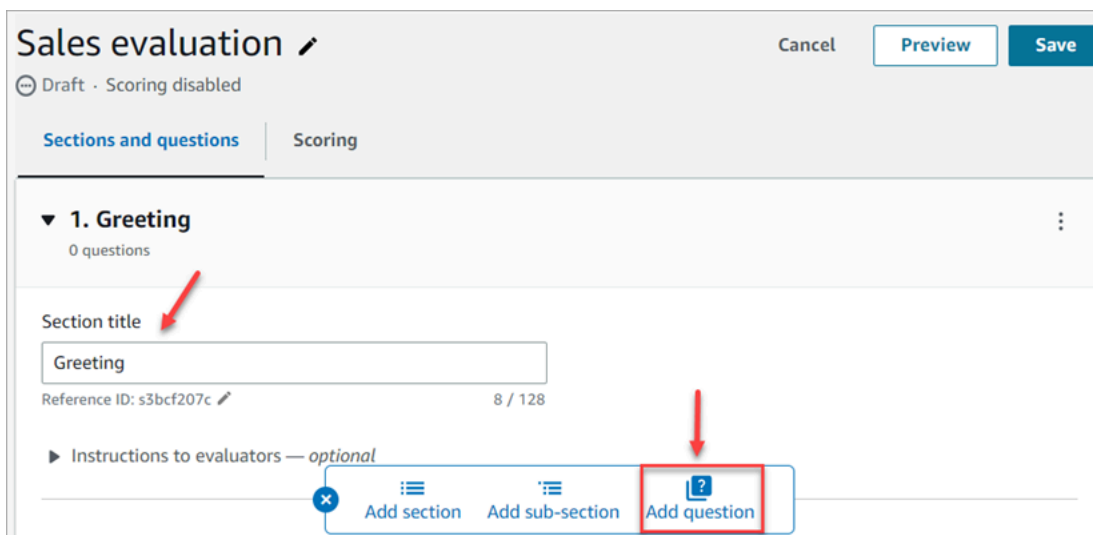 Sales evaluation
Cancel
Preview
Save
Draft · Scoring disabled
Sections and questions
Scoring
1. Greeting
0 questions
Section title
Greeting
Reference ID: s3bcf207c
8 / 128
Instructions to evaluators — optional
?
Add section
Add sub-section
Add question